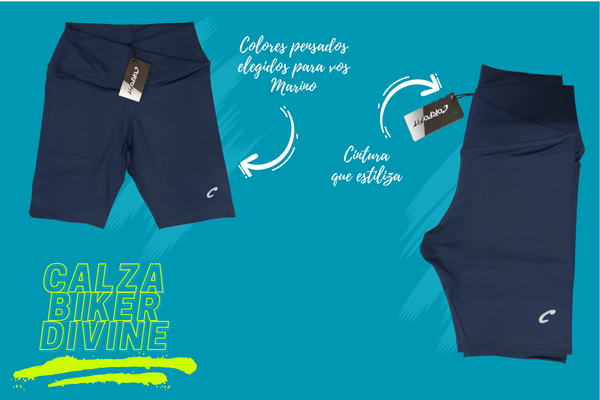 Colores pensados
elegidos para vos
Marino
Cintura
que estiliza
CALZA
BIKER
DIVINE